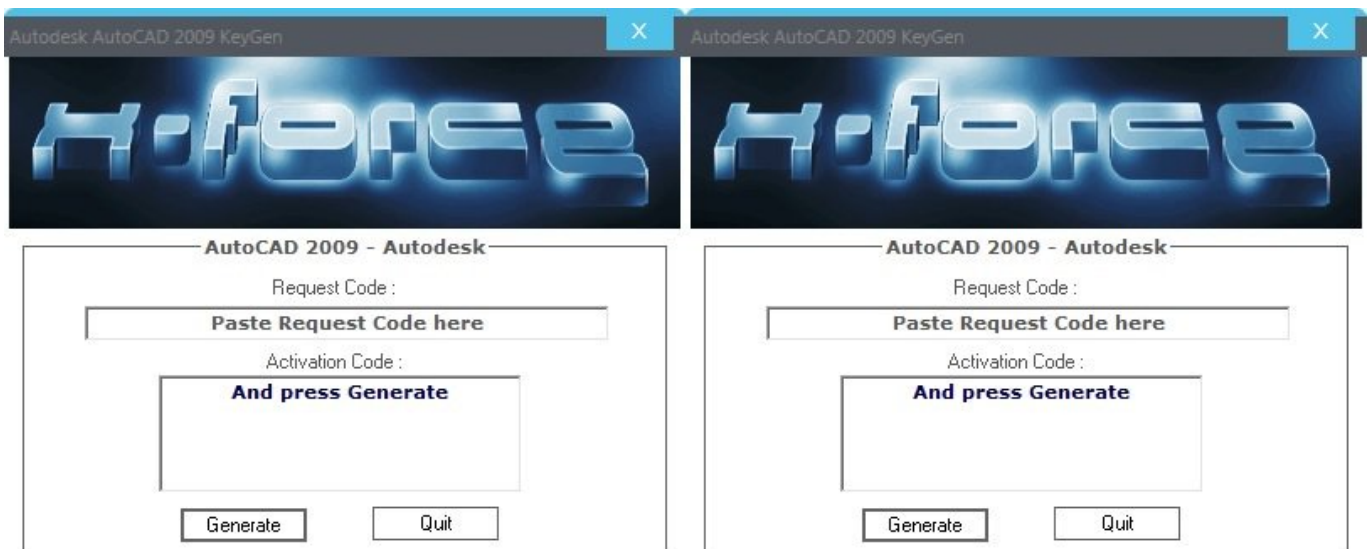 Autodesk AutoCAD 2009 KeyGen X
x-force
AutoCAD 2009 - Autodesk
Request Code :
Paste Request Code here
Activation Code :
And press Generate
Generate Quit
Autodesk AutoCAD 2009 KeyGen X
x-force
AutoCAD 2009 - Autodesk
Request Code :
Paste Request Code here
Activation Code :
And press Generate
Generate Quit